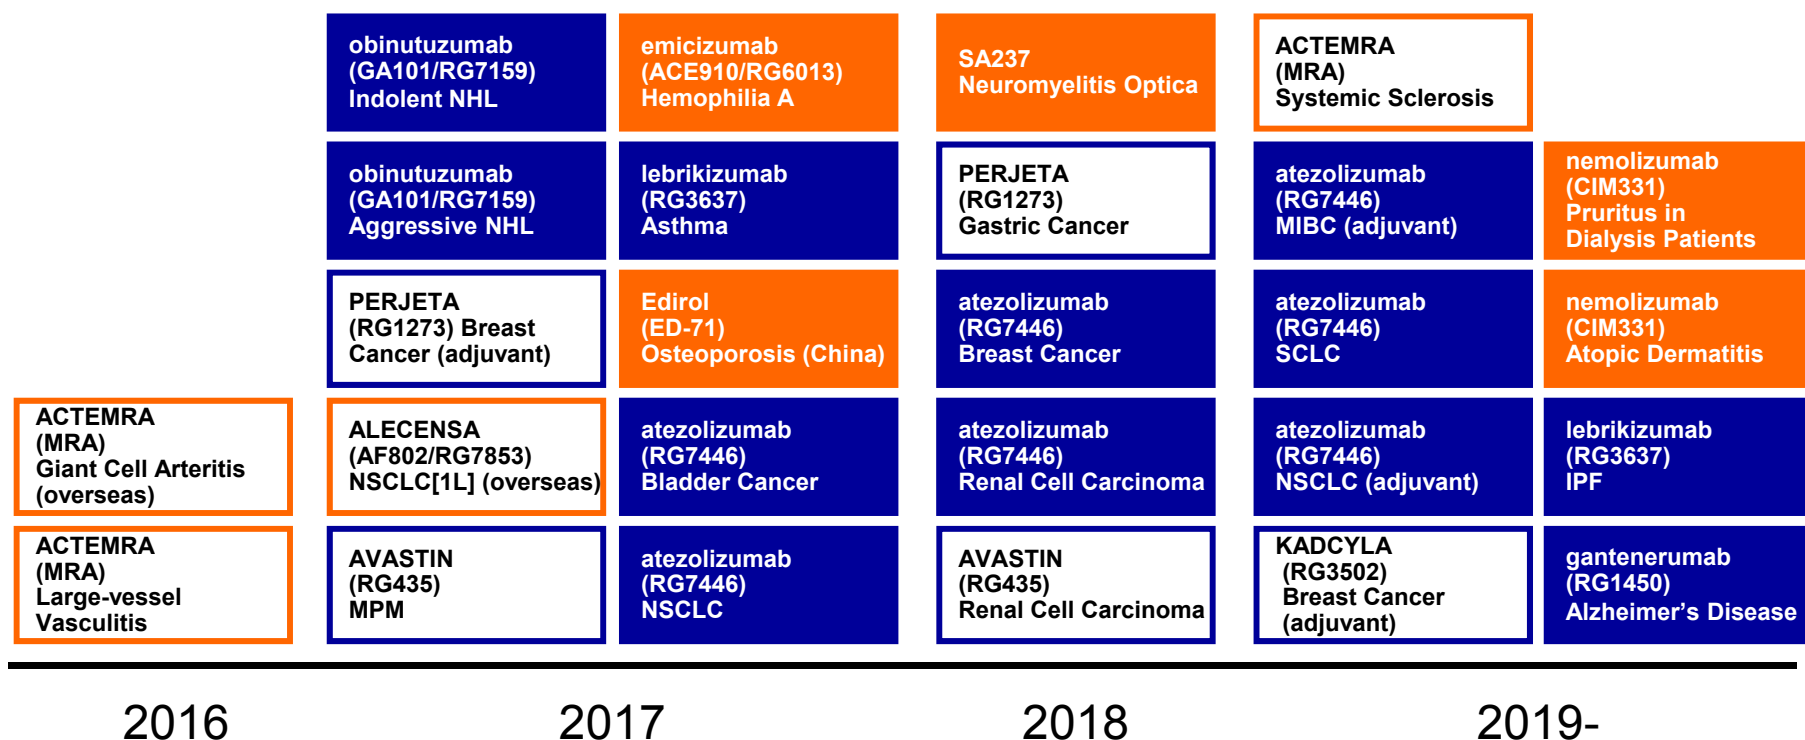 obinutuzumab
(GA101/RG7159)
Indolent NHL
emicizumab
(ACE910/RG6013)
Hemophilia A
SA237
Neuromyelitis Optica
ACTEMRA
(MRA)
Systemic Sclerosis
obinutuzumab
(GA101/RG7159)
Aggressive NHL
lebrikizumab
(RG3637)
Asthma
PERJETA
(RG1273)
Gastric Cancer
atezolizumab
(RG7446)
MIBC (adjuvant)
nemolizumab
(CIM331)
Pruritus in
Dialysis Patients
PERJETA
(RG1273) Breast
Cancer (adjuvant)
Edirol
(ED-71)
Osteoporosis (China)
atezolizumab
(RG7446)
Breast Cancer
atezolizumab
(RG7446)
SCLC
nemolizumab
(CIM331)
Atopic Dermatitis
ACTEMRA
(MRA)
Giant Cell Arteritis
(overseas)
ALECENSA
(AF802/RG7853)
NSCLC[1L] (overseas)
atezolizumab
(RG7446)
Bladder Cancer
atezolizumab
(RG7446)
Renal Cell Carcinoma
atezolizumab
(RG7446)
NSCLC (adjuvant)
lebrikizumab
(RG3637)
IPF
ACTEMRA
(MRA)
Large-vessel
Vasculitis
AVASTIN
(RG435)
MPM
atezolizumab
(RG7446)
NSCLC
AVASTIN
(RG435)
Renal Cell Carcinoma
KADCYLA
(RG3502)
Breast Cancer
(adjuvant)
gantenerumab
(RG1450)
Alzheimer’s Disease
2016
2017
2018
2019-